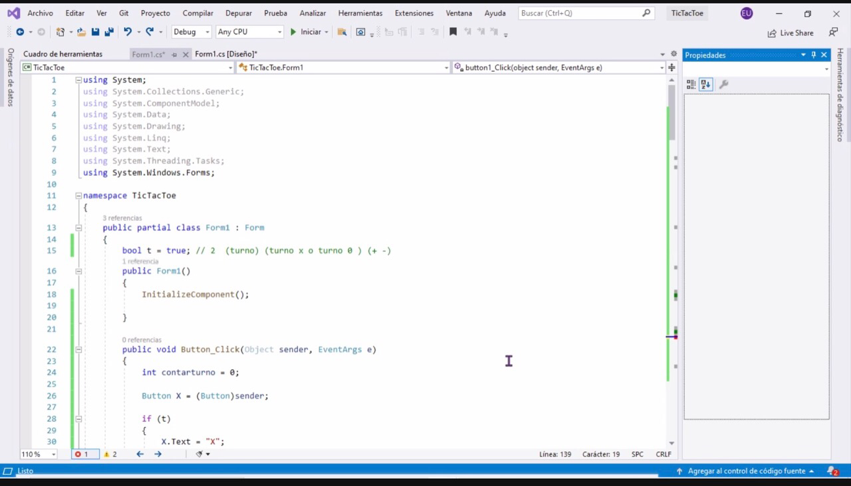 Archivo Editar Ver Git Proyecto Compilar Depurar Prueba Analizar Herramientas Extensiones Ventana Ayuda Buscar (Ctrl+Q) TicTacToe EU
Debug Any CPU Iniciar Live Share
Cuadro de herramientas Form1.cs* Form1.cs [Diseño]* Propiedades
TicTacToe TicTacToe.Form1 button1_Click(object sender, EventArgs e)
Orígenes de datos
Herramientas de diagnóstico
1 using System;
2 using System.Collections.Generic;
3 using System.ComponentModel;
4 using System.Data;
5 using System.Drawing;
6 using System.Linq;
7 using System.Text;
8 using System.Threading.Tasks;
9 using System.Windows.Forms;
10
11 namespace TicTacToe
12 {
3 referencias
13 public partial class Form1 : Form
14 {
15 bool t = true; // 2 (turno) (turno x o turno 0 ) (+ -)
1 referencia
16 public Form1()
17 {
18 InitializeComponent();
19
20 }
21
0 referencias
22 public void Button_Click(Object sender, EventArgs e)
23 {
24 int contarturno = 0;
25
26 Button X = (Button)sender;
27
28 if (t)
29 {
30 X.Text = "X";
110 % 1 2 Línea: 139 Carácter: 19 SPC CRLF
Listo Agregar al control de código fuente 2